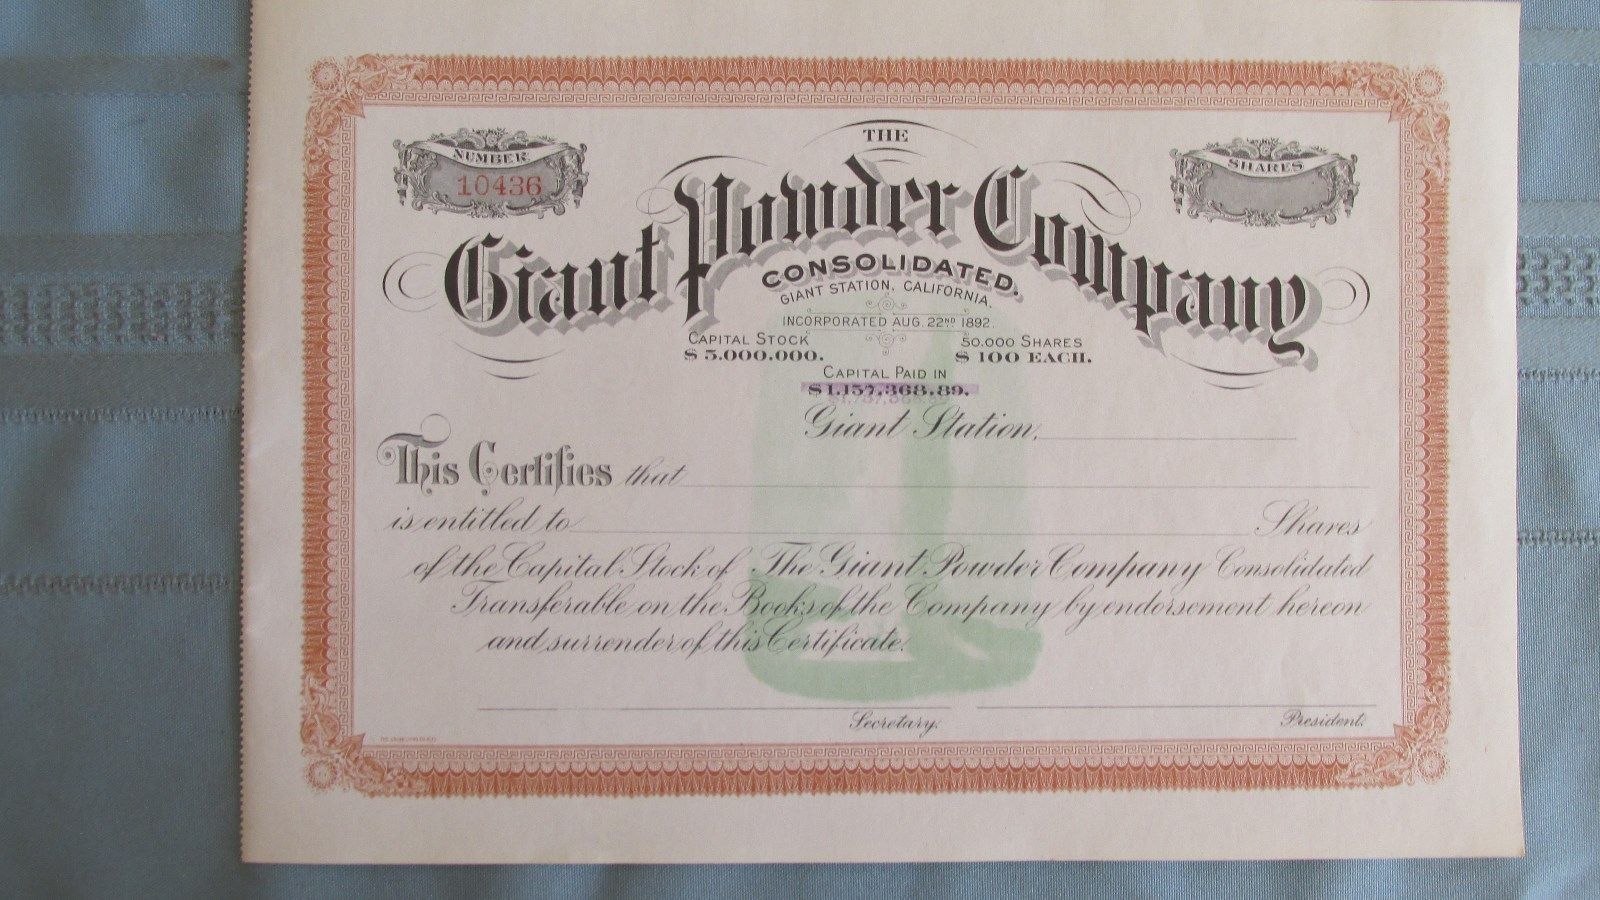 NUMBER
10436
SHARES
THE
Giant Powder Company
CONSOLIDATED.
GIANT STATION, CALIFORNIA.
INCORPORATED AUG. 22ND 1892.
CAPITAL STOCK 50.000 SHARES
$5.000.000. $100 EACH.
CAPITAL PAID IN
$1.157.368.89.
Giant Station,
This Certifies that
is entitled to Shares
of the Capital Stock of The Giant Powder Company Consolidated
Transferable on the Books of the Company by endorsement hereon
and surrender of this Certificate.
Secretary. President.